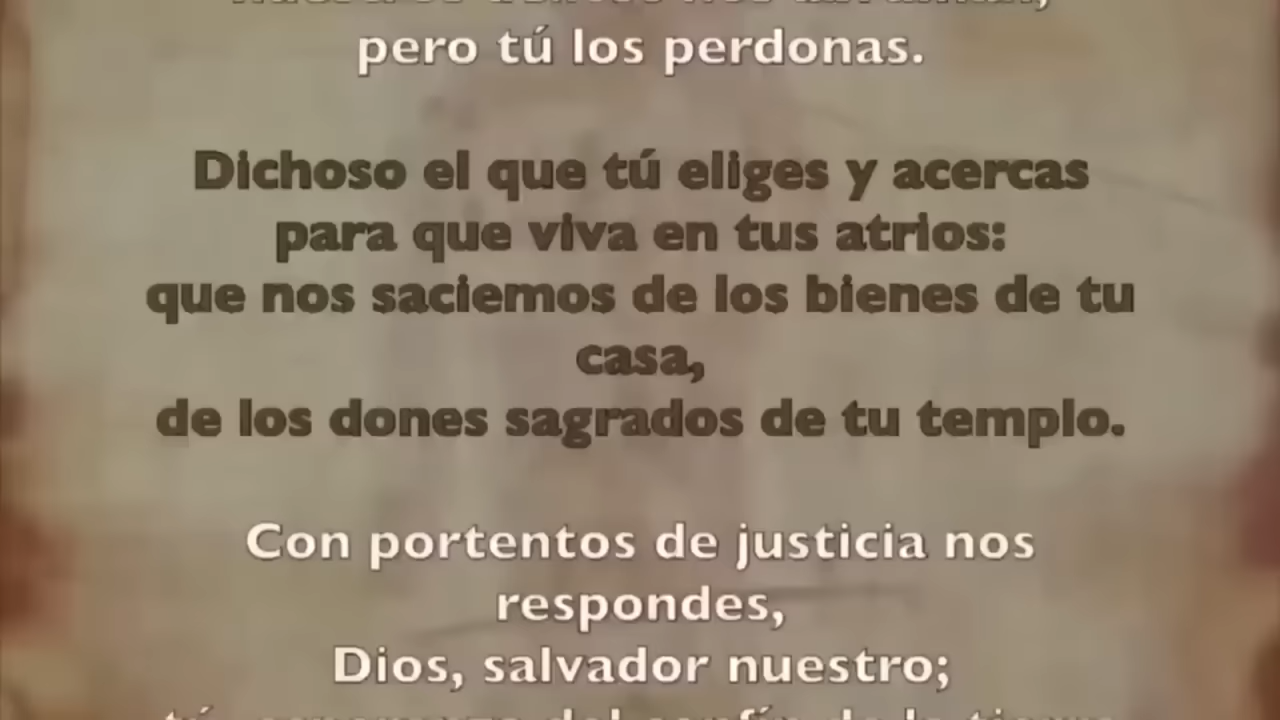 pero tú los perdonas.
Dichoso el que tú eliges y acercas
para que viva en tus atrios:
que nos saciemos de los bienes de tu
casa,
de los dones sagrados de tu templo.
Con portentos de justicia nos
respondes,
Dios, salvador nuestro;